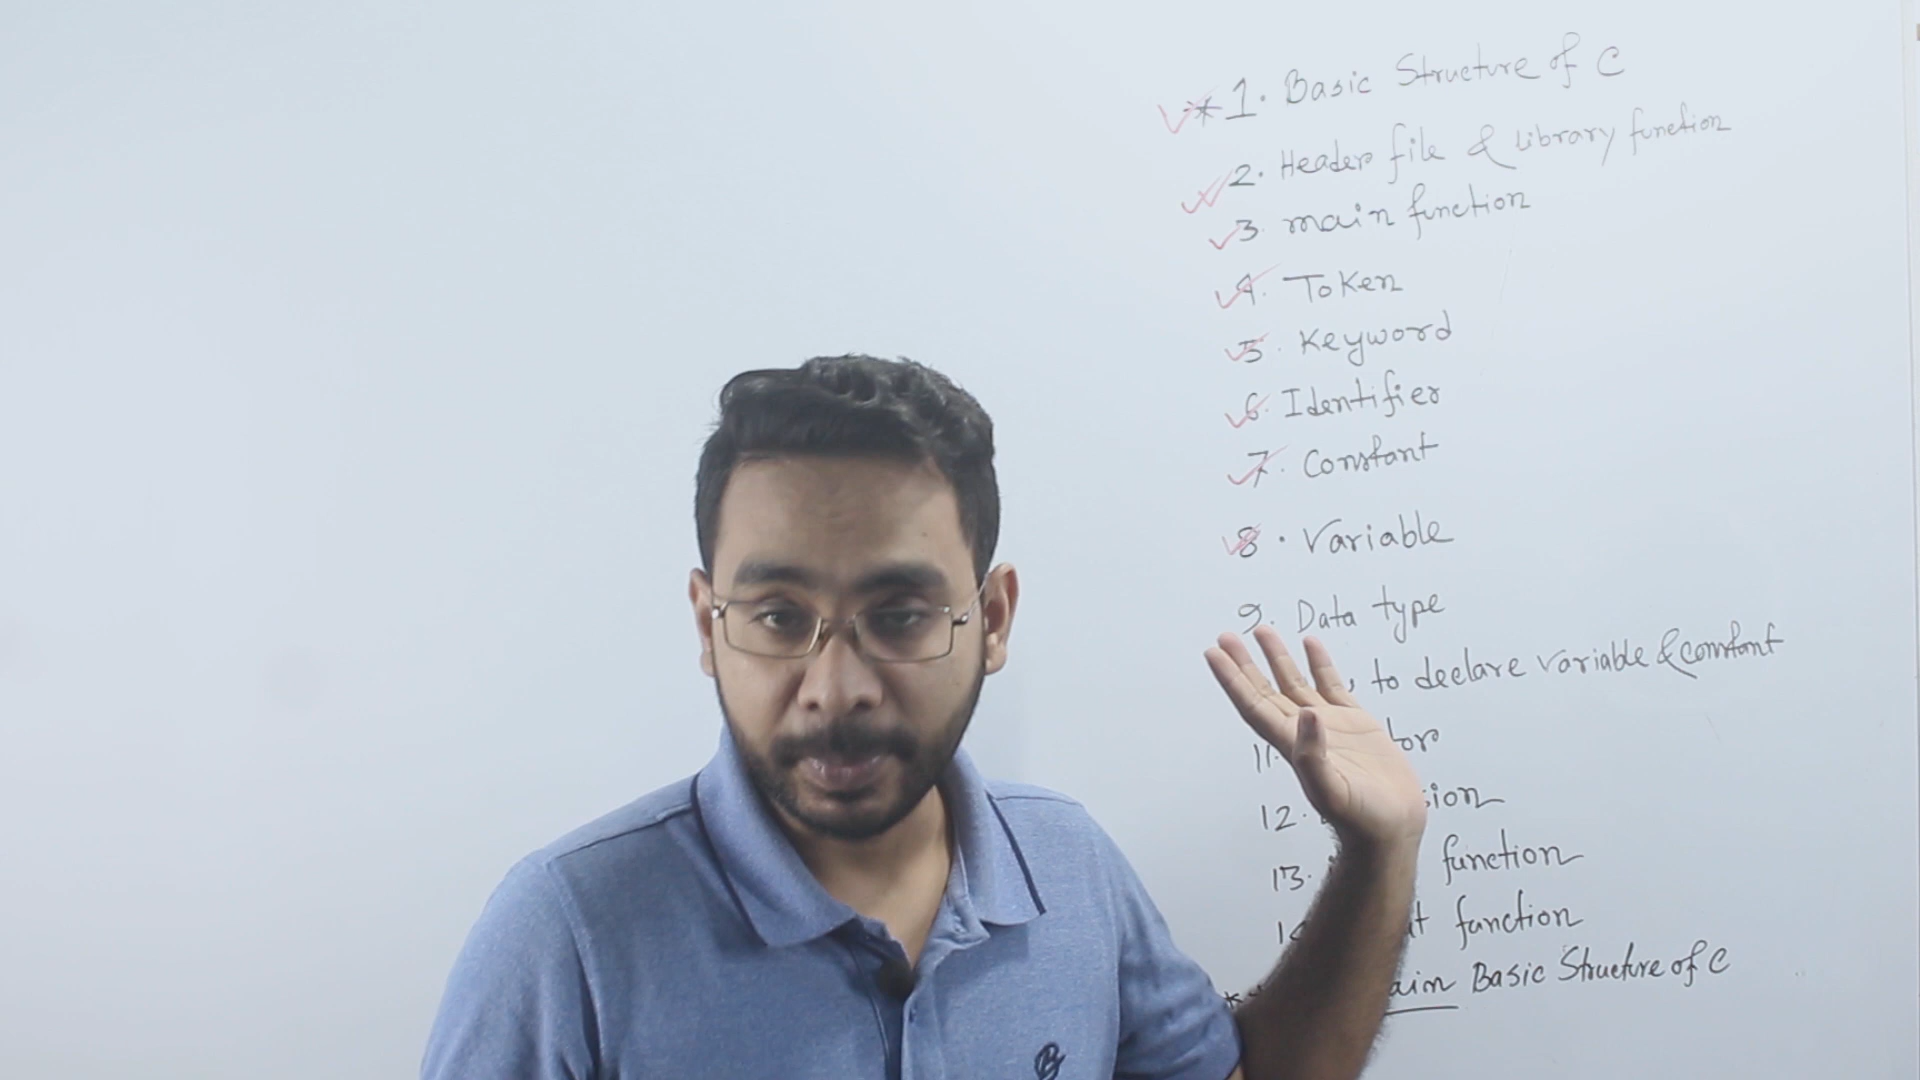 * 1. Basic Structure of C
2. Header file & Library function
3. main function
4. Token
5. Keyword
6. Identifier
7. Constant
8. Variable
9. Data type
to declare variable & constant
11.
12.
13. function
function
* Basic Structure of C